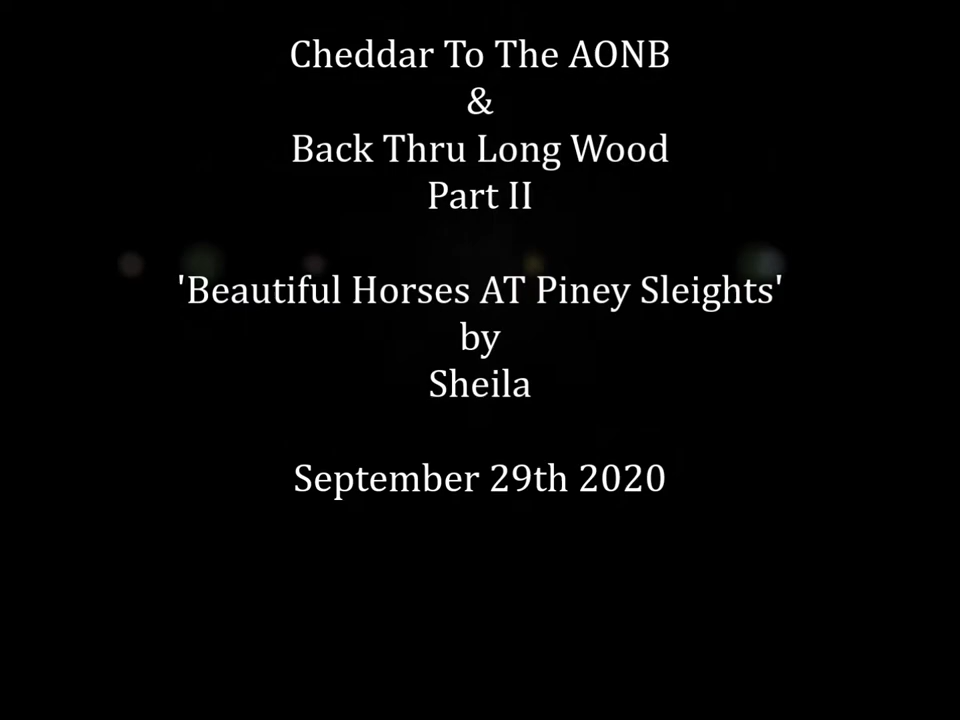 Cheddar To The AONB
&
Back Thru Long Wood
Part II
'Beautiful Horses AT Piney Sleights'
by
Sheila
September 29th 2020